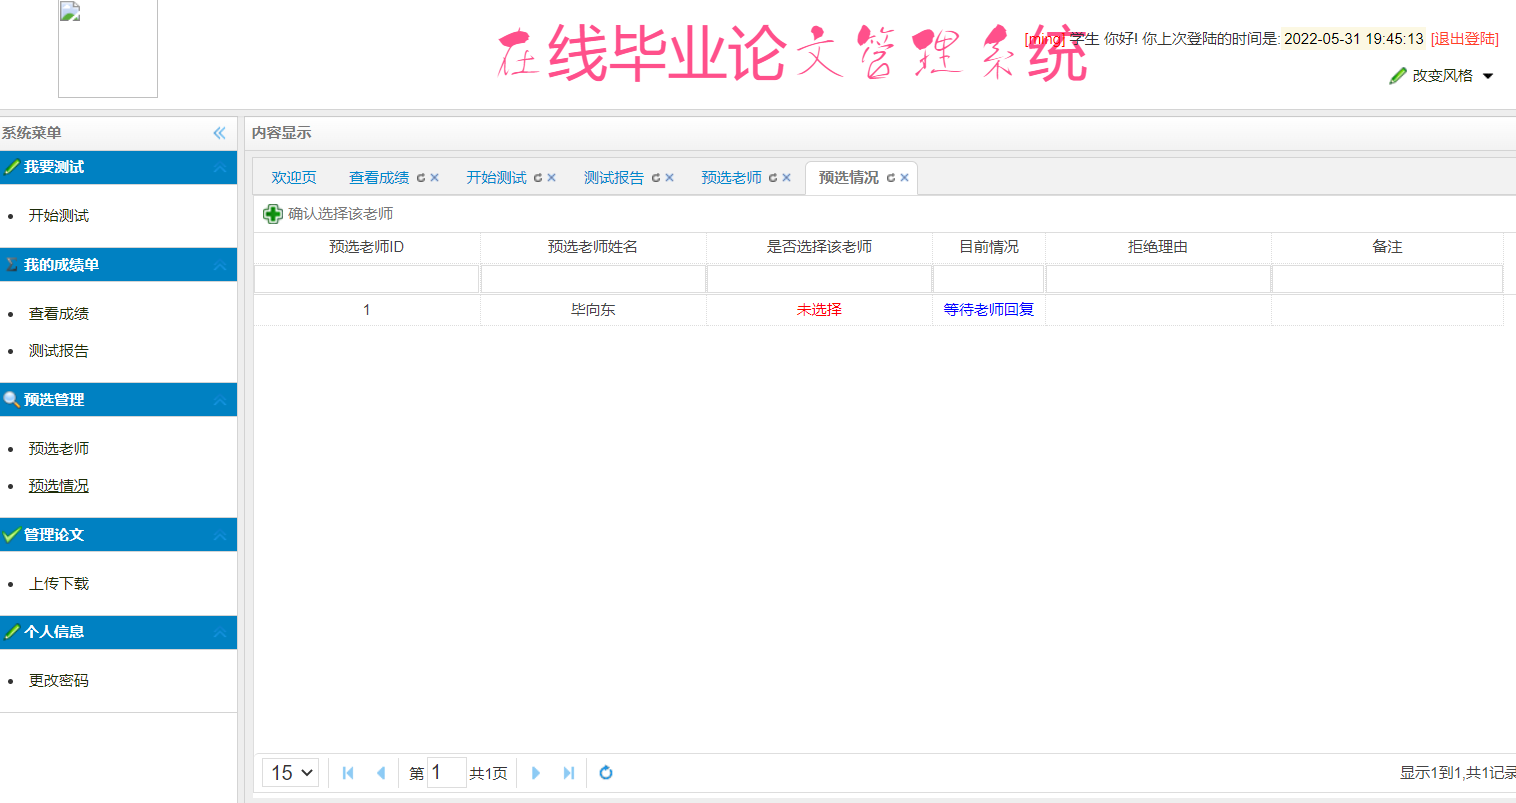 在线毕业论文管理系统
[ming] 学生 你好! 你上次登陆的时间是: 2022-05-31 19:45:13 [退出登陆]
改变风格
系统菜单
我要测试
开始测试
我的成绩单
查看成绩
测试报告
预选管理
预选老师
预选情况
管理论文
上传下载
个人信息
更改密码
内容显示
欢迎页 查看成绩 开始测试 测试报告 预选老师 预选情况
确认选择该老师
预选老师ID 预选老师姓名 是否选择该老师 目前情况 拒绝理由 备注
1 毕向东 未选择 等待老师回复
15 第 1 共1页 显示1到1,共1记录